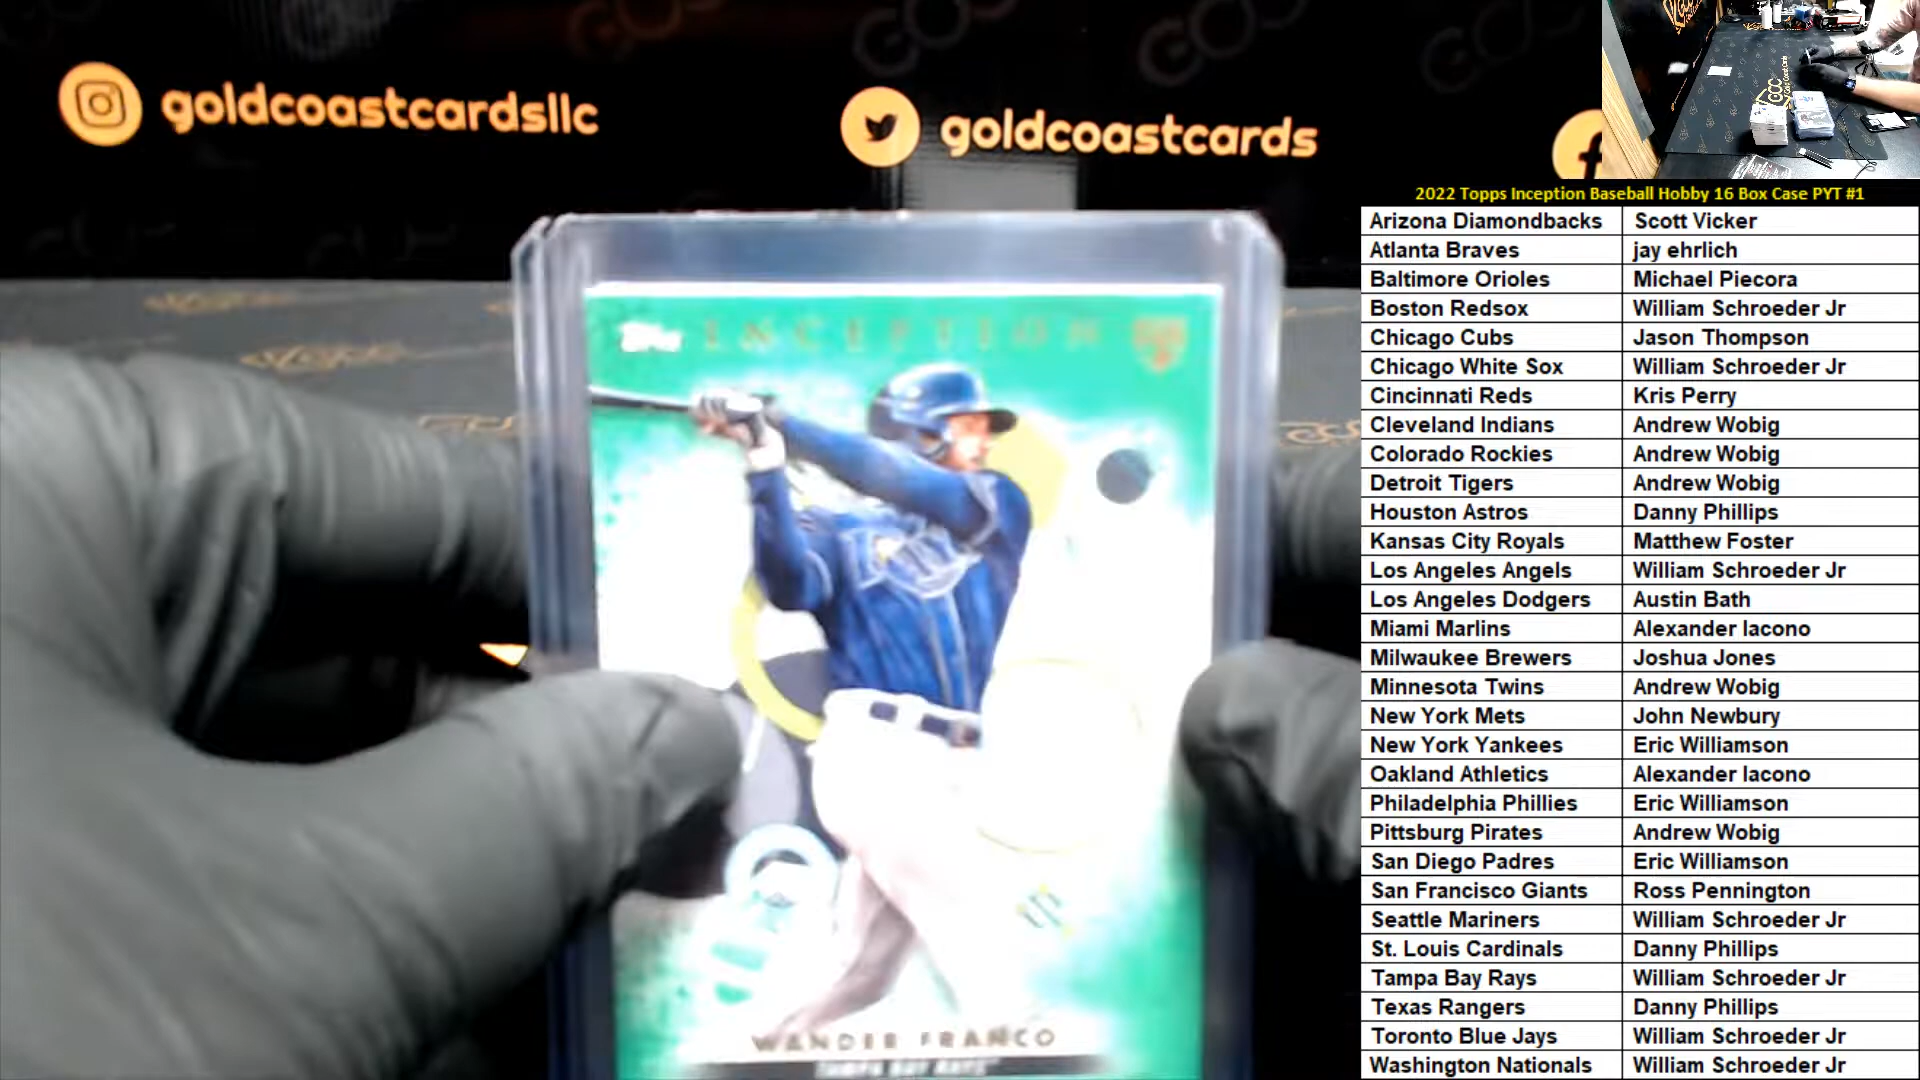 goldcoastcardsllc
goldcoastcards
2022 Topps Inception Baseball Hobby 16 Box Case PYT #1
Arizona Diamondbacks Scott Vicker
Atlanta Braves jay ehrlich
Baltimore Orioles Michael Piecora
Boston Redsox William Schroeder Jr
Chicago Cubs Jason Thompson
Chicago White Sox William Schroeder Jr
Cincinnati Reds Kris Perry
Cleveland Indians Andrew Wobig
Colorado Rockies Andrew Wobig
Detroit Tigers Andrew Wobig
Houston Astros Danny Phillips
Kansas City Royals Matthew Foster
Los Angeles Angels William Schroeder Jr
Los Angeles Dodgers Austin Bath
Miami Marlins Alexander Iacono
Milwaukee Brewers Joshua Jones
Minnesota Twins Andrew Wobig
New York Mets John Newbury
New York Yankees Eric Williamson
Oakland Athletics Alexander Iacono
Philadelphia Phillies Eric Williamson
Pittsburg Pirates Andrew Wobig
San Diego Padres Eric Williamson
San Francisco Giants Ross Pennington
Seattle Mariners William Schroeder Jr
St. Louis Cardinals Danny Phillips
Tampa Bay Rays William Schroeder Jr
Texas Rangers Danny Phillips
Toronto Blue Jays William Schroeder Jr
Washington Nationals William Schroeder Jr
INCEPTION
WANDER FRANCO
TAMPA BAY RAYS